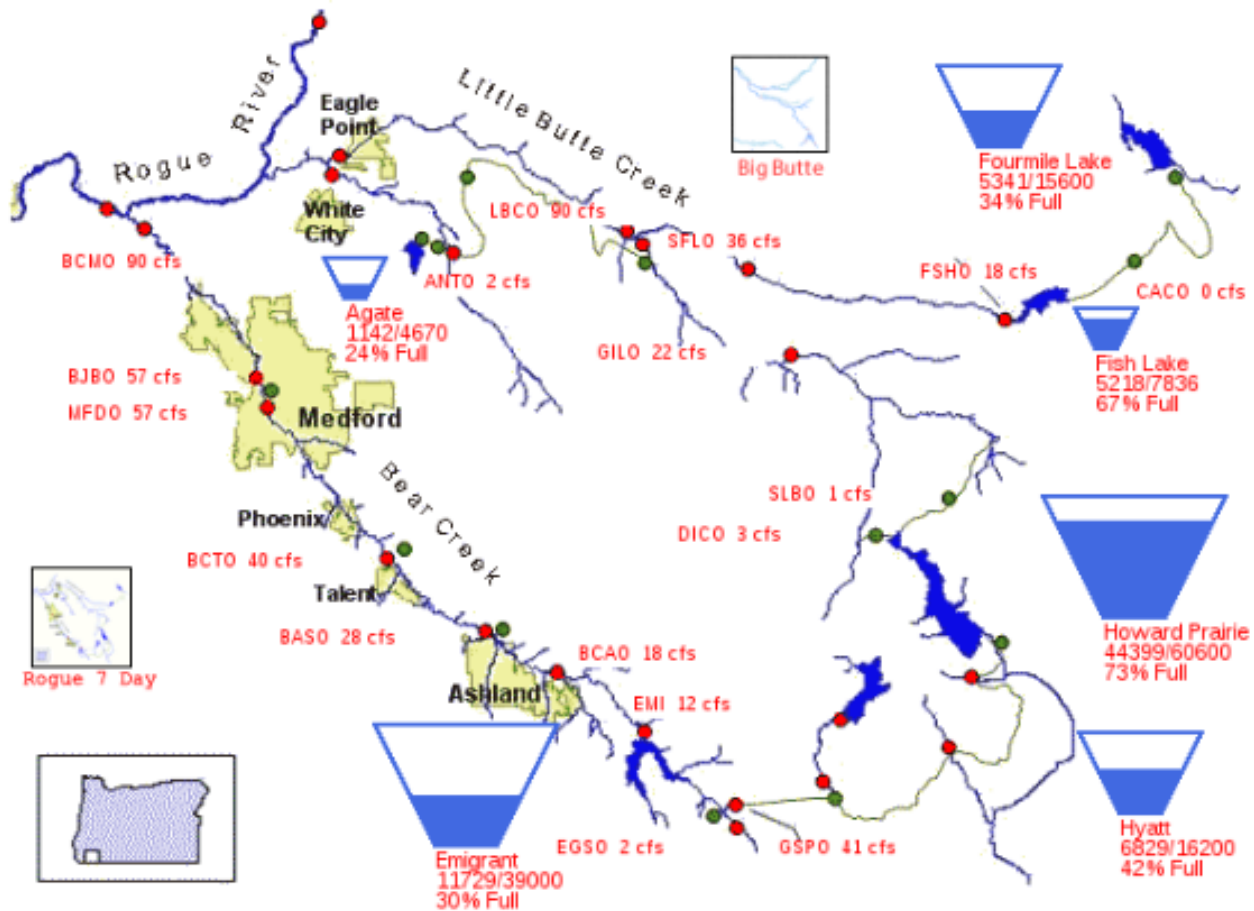 Rogue River
Eagle
Point
Little Butte Creek
Big Butte
Fourmile Lake
5341/15600
34% Full
White
City
LBCO 90 cfs
SFLO 36 cfs
FSHO 18 cfs
CACO 0 cfs
BCMO 90 cfs
ANTO 2 cfs
Agate
1142/4670
24% Full
GILO 22 cfs
Fish Lake
5218/7836
67% Full
BJBO 57 cfs
MFDO 57 cfs
Medford
Bear Creek
SLBO 1 cfs
DICO 3 cfs
Phoenix
BCTO 40 cfs
Talent
BASO 28 cfs
Howard Prairie
44399/60600
73% Full
Rogue 7 Day
BCAO 18 cfs
Ashland
EMI 12 cfs
EGSO 2 cfs
GSPO 41 cfs
Emigrant
11729/39000
30% Full
Hyatt
6829/16200
42% Full